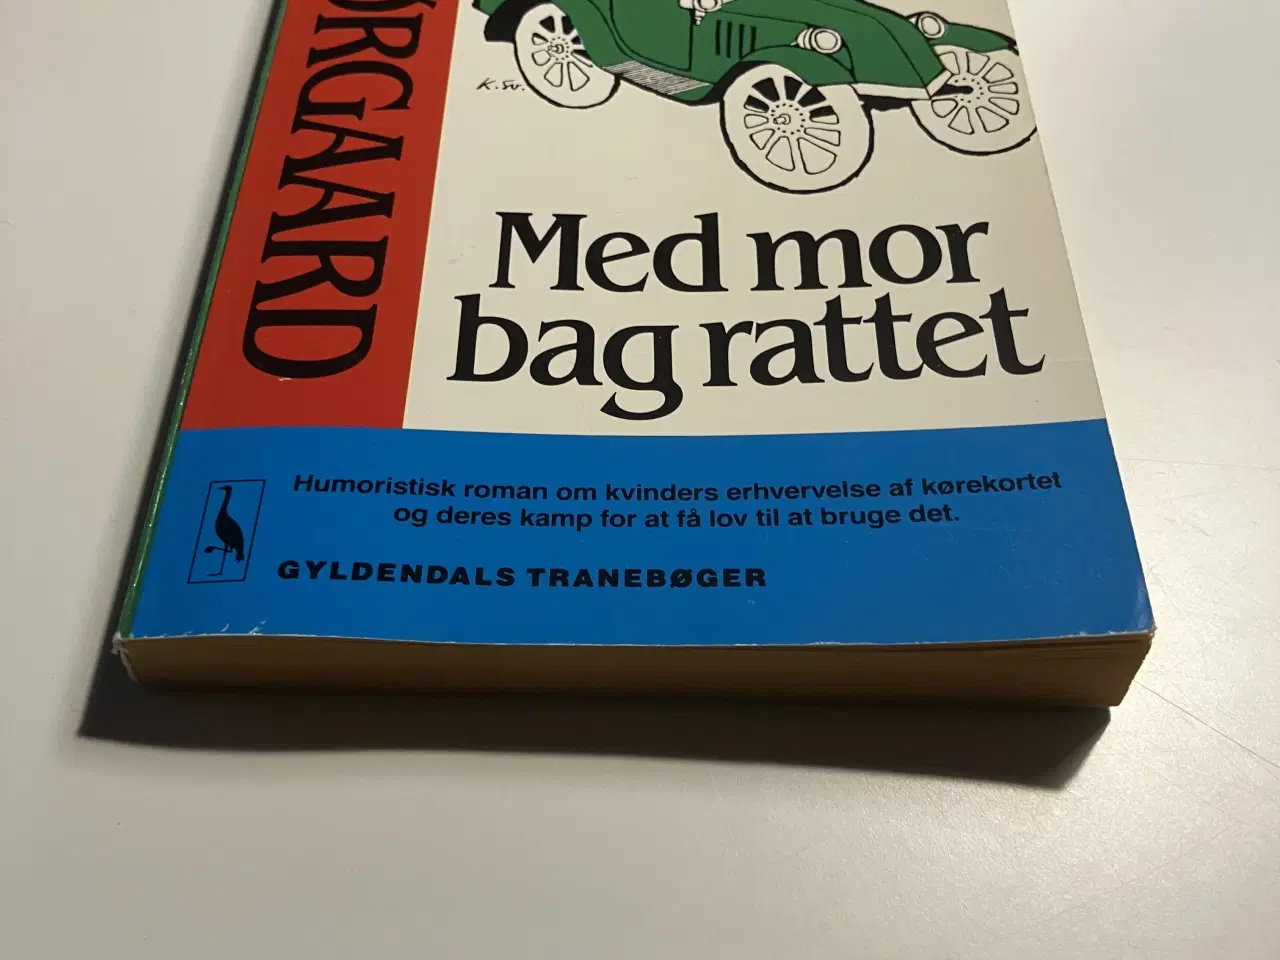 ØRGAARD
K. Sv.
Med mor
bag rattet
Humoristisk roman om kvinders erhvervelse af kørekortet
og deres kamp for at få lov til at bruge det.
GYLDENDALS TRANEBØGER